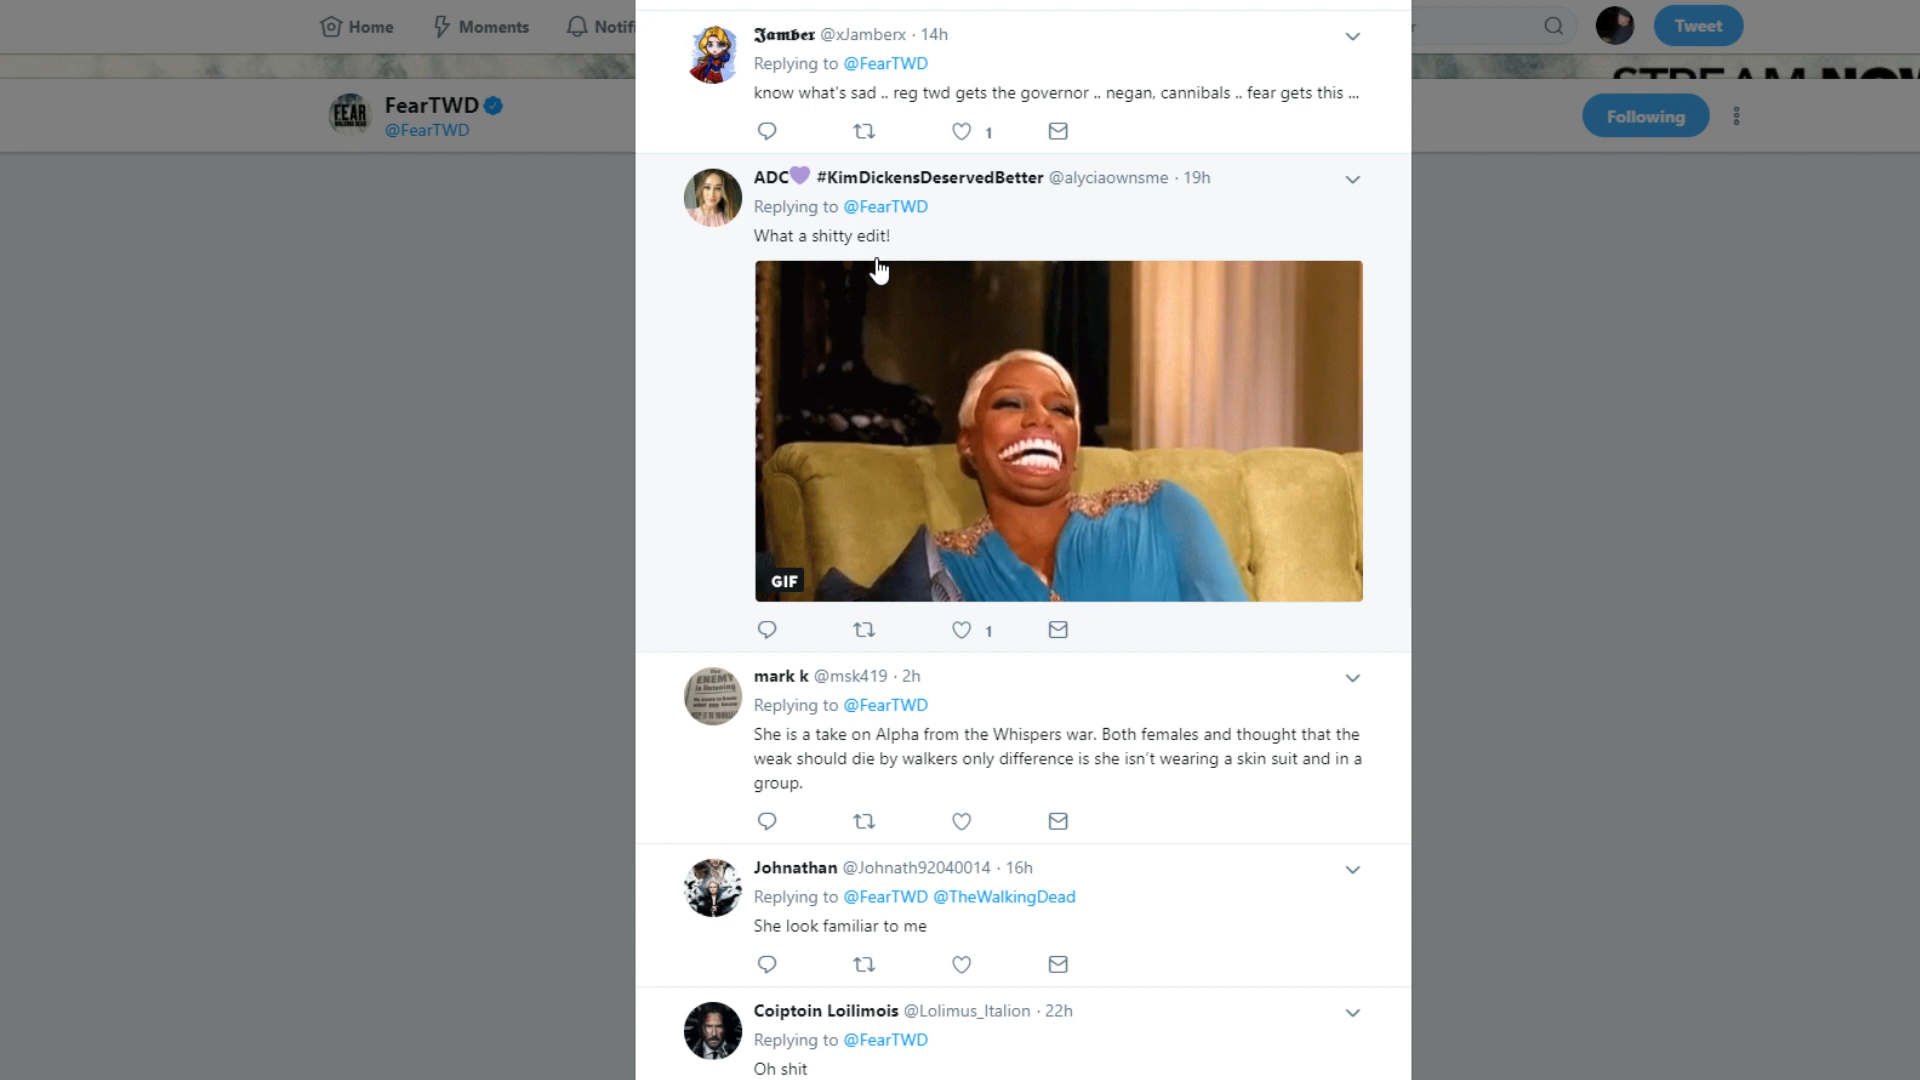 Home
Moments
Notif
Tweet
STREAM NOW
FearTWD
@FearTWD
Following
Jamber @xJamberx · 14h
Replying to @FearTWD
know what's sad .. reg twd gets the governor .. negan, cannibals .. fear gets this ...
1
ADC💜 #KimDickensDeservedBetter @alyciaownsme · 19h
Replying to @FearTWD
What a shitty edit!
GIF
1
mark k @msk419 · 2h
Replying to @FearTWD
She is a take on Alpha from the Whispers war. Both females and thought that the
weak should die by walkers only difference is she isn't wearing a skin suit and in a
group.
Johnathan @Johnath92040014 · 16h
Replying to @FearTWD @TheWalkingDead
She look familiar to me
Coiptoin Loilimois @Lolimus_Italion · 22h
Replying to @FearTWD
Oh shit